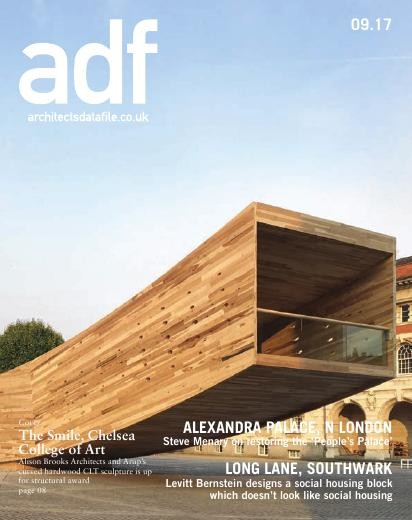 adf
09.17
architectsdatafile.co.uk
Cover
The Smile, Chelsea
College of Art
Alison Brooks Architects and Arup's
curved hardwood CLT sculpture is up
for structural award
page 08
ALEXANDRA PALACE, N LONDON
Steve Menary on restoring the 'People's Palace'
LONG LANE, SOUTHWARK
Levitt Bernstein designs a social housing block
which doesn't look like social housing